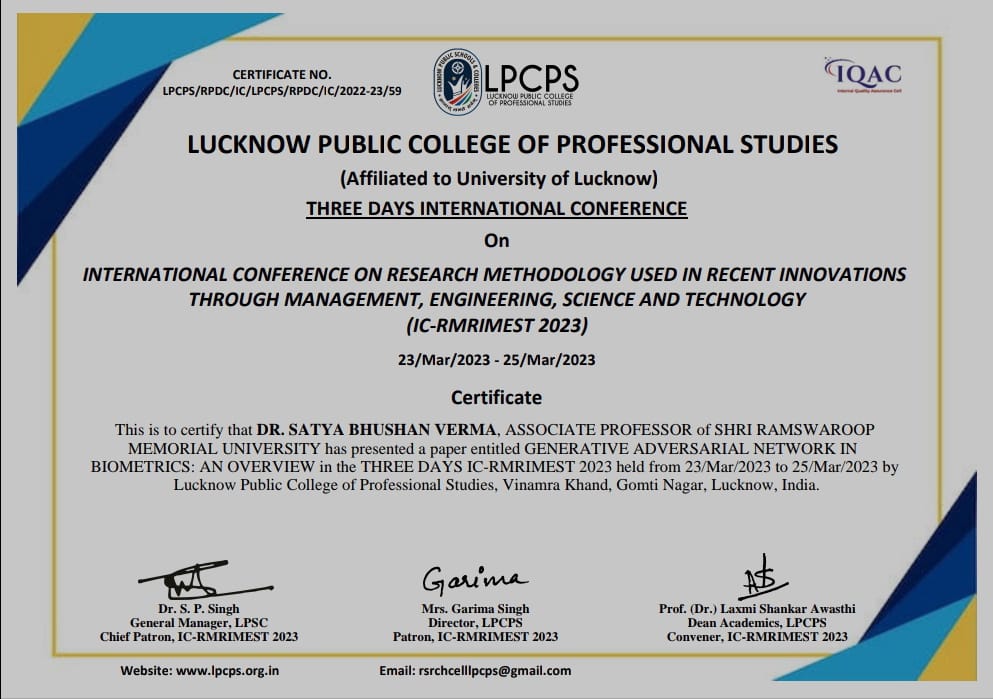 CERTIFICATE NO.
LPCPS/RPDC/IC/LPCPS/RPDC/IC/2022-23/59
LPCPS
LUCKNOW PUBLIC COLLEGE
OF PROFESSIONAL STUDIES
IQAC
Internal Quality Assurance Cell
LUCKNOW PUBLIC COLLEGE OF PROFESSIONAL STUDIES
(Affiliated to University of Lucknow)
THREE DAYS INTERNATIONAL CONFERENCE
On
INTERNATIONAL CONFERENCE ON RESEARCH METHODOLOGY USED IN RECENT INNOVATIONS
THROUGH MANAGEMENT, ENGINEERING, SCIENCE AND TECHNOLOGY
(IC-RMRIMEST 2023)
23/Mar/2023 - 25/Mar/2023
Certificate
This is to certify that DR. SATYA BHUSHAN VERMA, ASSOCIATE PROFESSOR of SHRI RAMSWAROOP
MEMORIAL UNIVERSITY has presented a paper entitled GENERATIVE ADVERSARIAL NETWORK IN
BIOMETRICS: AN OVERVIEW in the THREE DAYS IC-RMRIMEST 2023 held from 23/Mar/2023 to 25/Mar/2023 by
Lucknow Public College of Professional Studies, Vinamra Khand, Gomti Nagar, Lucknow, India.
Garima
Dr. S. P. Singh
General Manager, LPSC
Chief Patron, IC-RMRIMEST 2023
Mrs. Garima Singh
Director, LPCPS
Patron, IC-RMRIMEST 2023
Prof. (Dr.) Laxmi Shankar Awasthi
Dean Academics, LPCPS
Convener, IC-RMRIMEST 2023
Website: www.lpcps.org.in
Email: rsrchcelllpcps@gmail.com